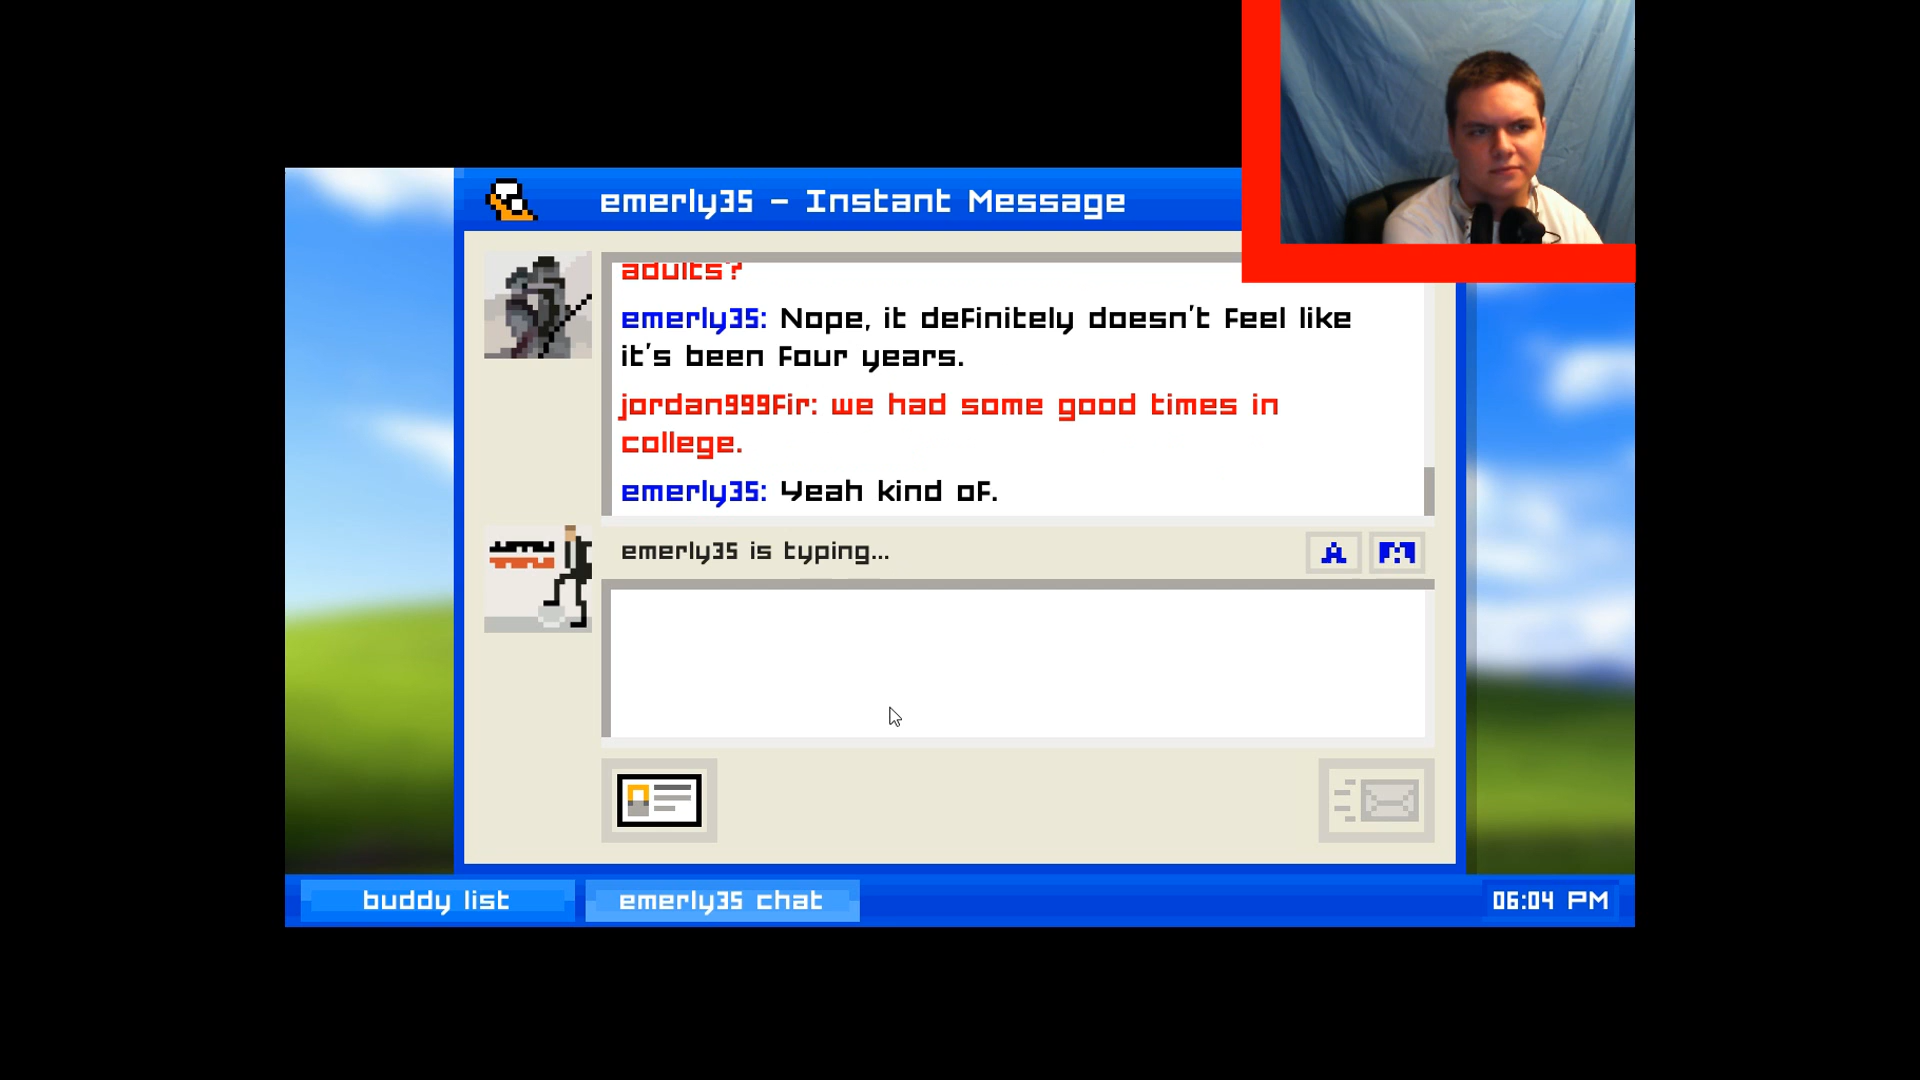 emerly35 - Instant Message
adults?
emerly35: Nope, it definitely doesn't feel like
it's been four years.
jordan999fir: we had some good times in
college.
emerly35: Yeah kind of.
emerly35 is typing...
A
buddy list
emerly35 chat
06:04 PM